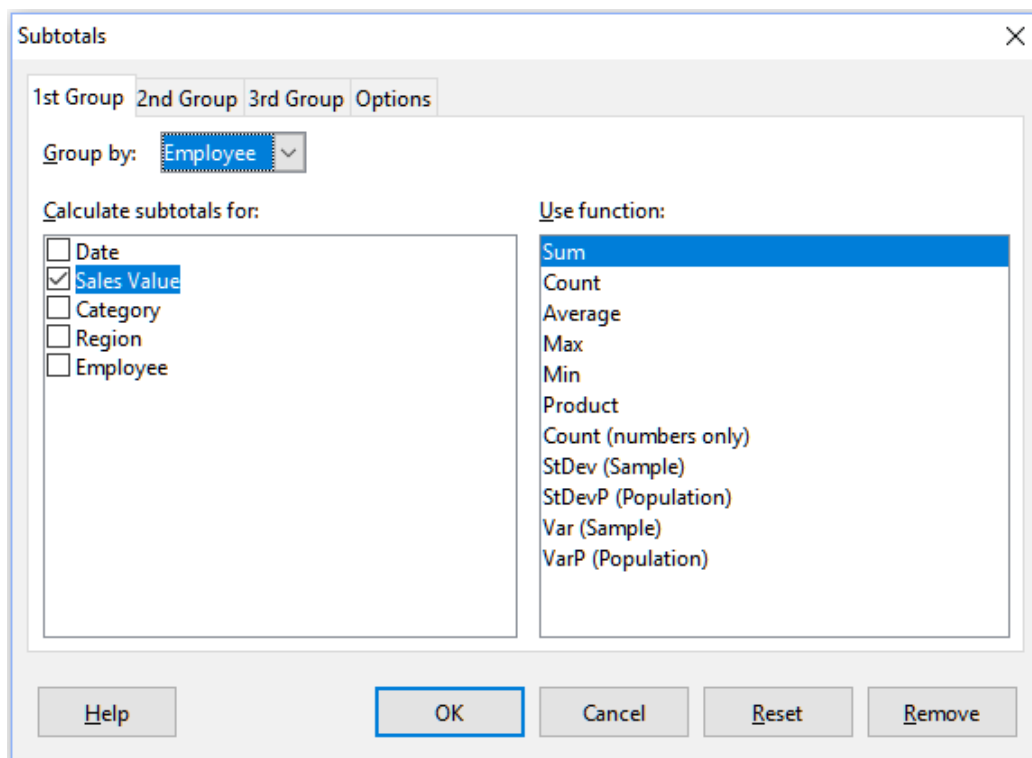 Subtotals
1st Group 2nd Group 3rd Group Options
Group by: Employee
Calculate subtotals for:
Date
Sales Value
Category
Region
Employee
Use function:
Sum
Count
Average
Max
Min
Product
Count (numbers only)
StDev (Sample)
StDevP (Population)
Var (Sample)
VarP (Population)
Help OK Cancel Reset Remove